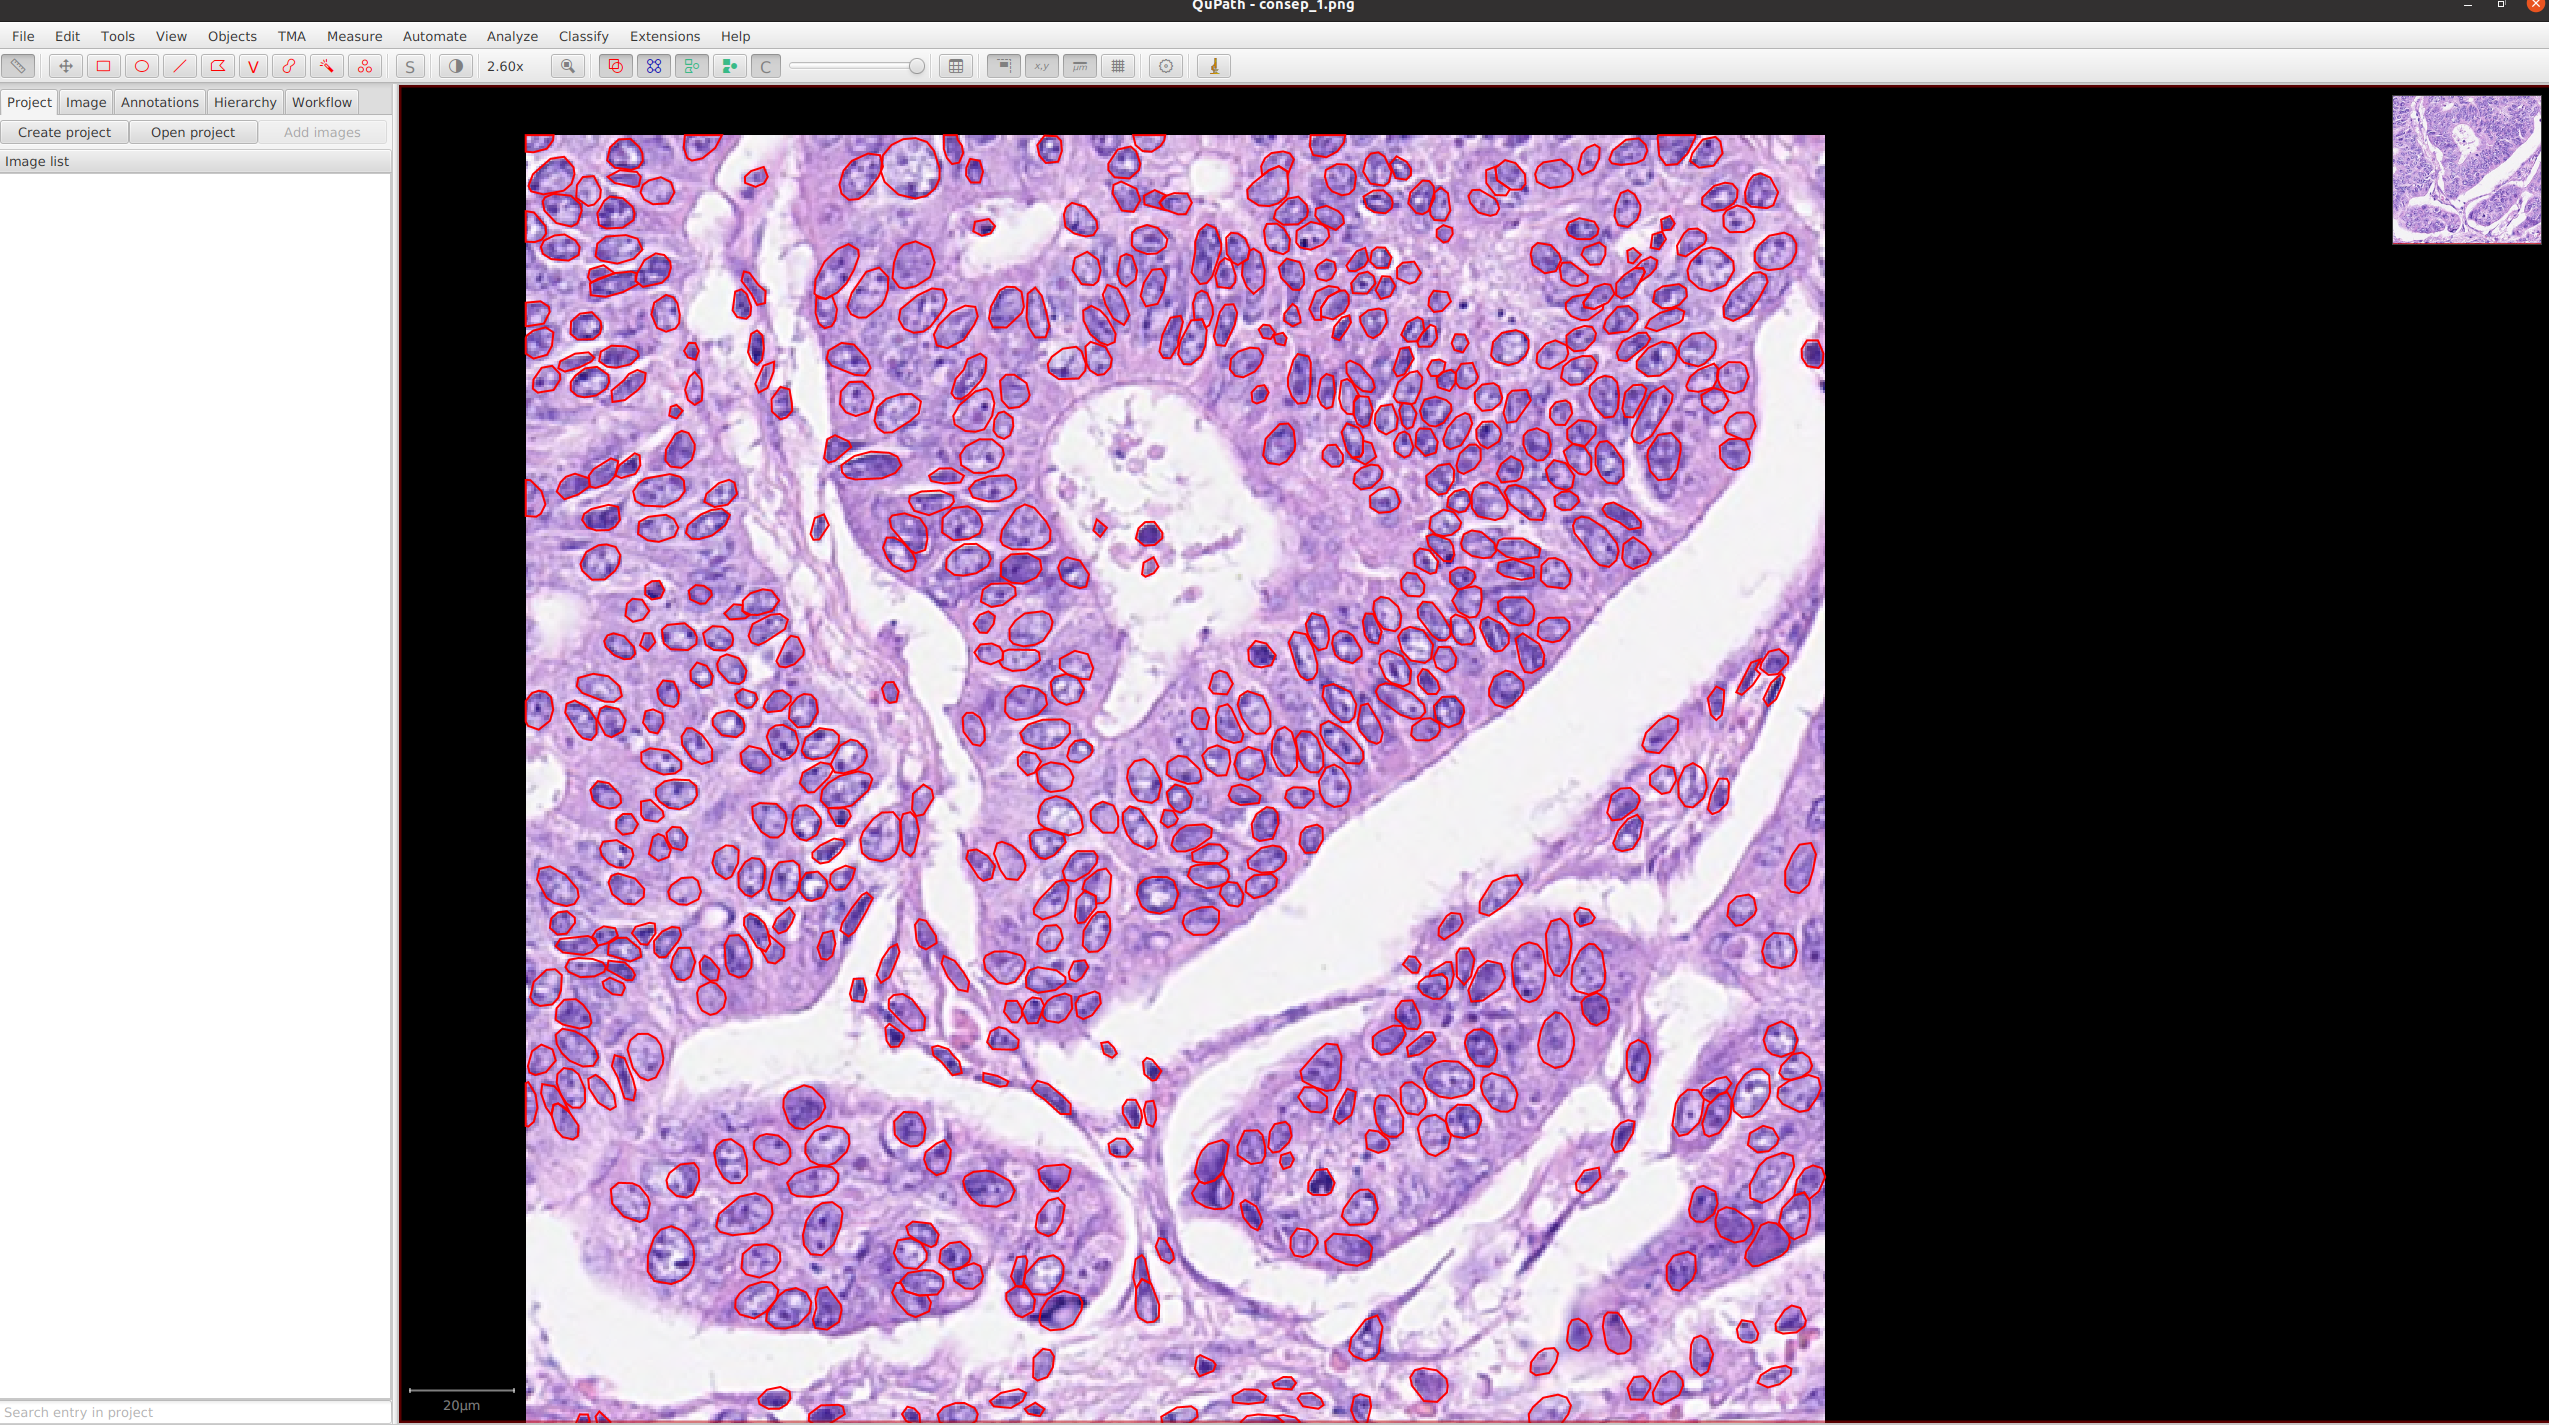 QuPath - consep_1.png
File Edit Tools View Objects TMA Measure Automate Analyze Classify Extensions Help
V S 2.60x C x,y µm
Project Image Annotations Hierarchy Workflow
Create project Open project Add images
Image list
20µm
Search entry in project